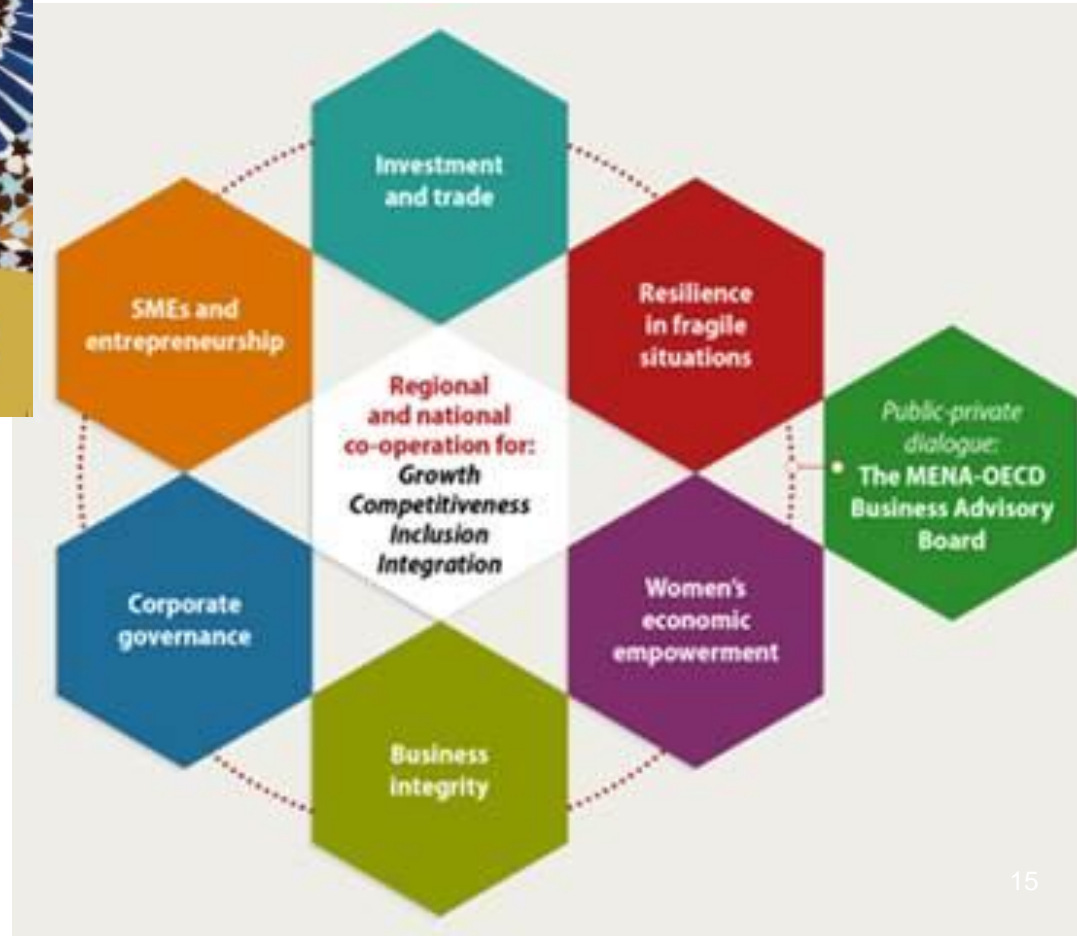 Investment
and trade
SMEs and
entrepreneurship
Resilience
in fragile
situations
Regional
and national
co-operation for:
Growth
Competitiveness
Inclusion
Integration
Public-private
dialogue:
The MENA-OECD
Business Advisory
Board
Corporate
governance
Women's
economic
empowerment
Business
integrity
15